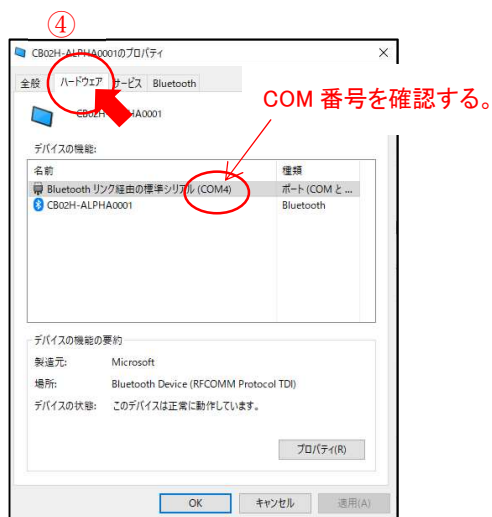 ④
CB02H-ALPHA0001のプロパティ
全般 ハードウェア サービス Bluetooth
COM 番号を確認する。
デバイスの機能:
名前 種類
Bluetooth リンク経由の標準シリアル (COM4) ポート (COM と ...
CB02H-ALPHA0001 Bluetooth
デバイスの機能の要約
製造元: Microsoft
場所: Bluetooth Device (RFCOMM Protocol TDI)
デバイスの状態: このデバイスは正常に動作しています。
プロパティ(R)
OK キャンセル 適用(A)